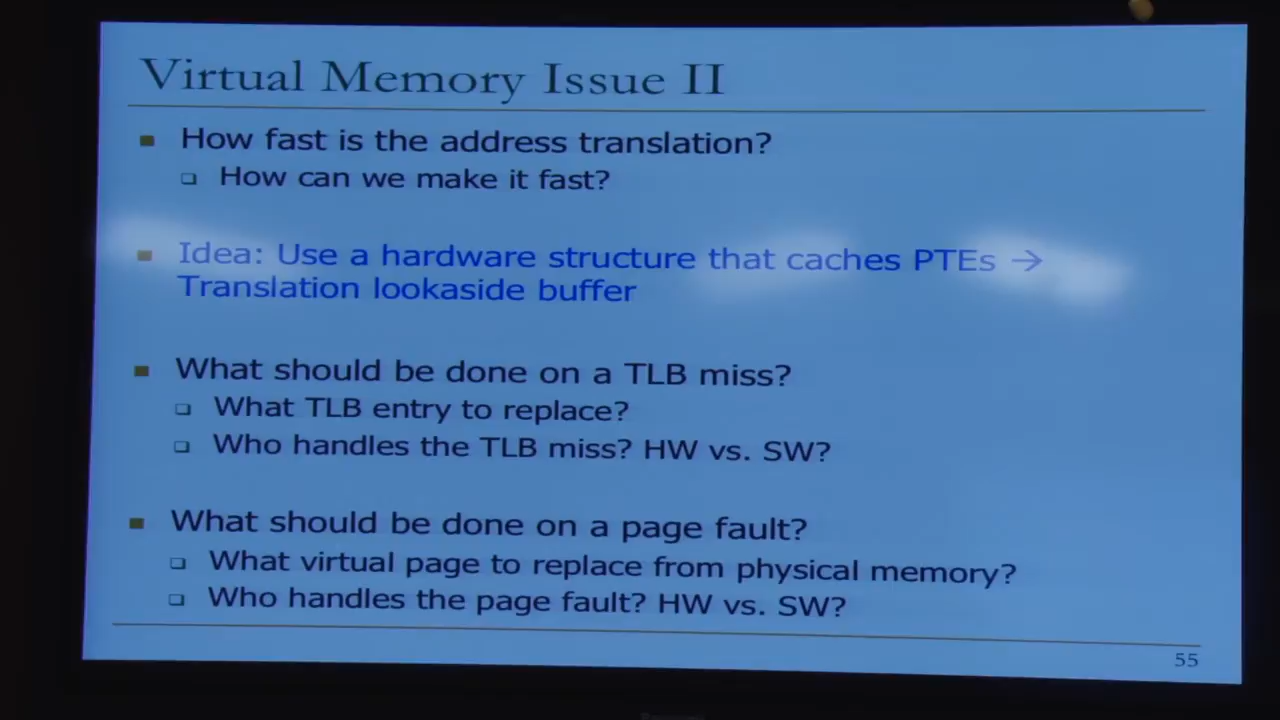 Virtual Memory Issue II
How fast is the address translation?
How can we make it fast?
Idea: Use a hardware structure that caches PTEs →
Translation lookaside buffer
What should be done on a TLB miss?
What TLB entry to replace?
Who handles the TLB miss? HW vs. SW?
What should be done on a page fault?
What virtual page to replace from physical memory?
Who handles the page fault? HW vs. SW?
55